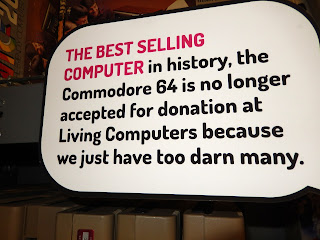 THE BEST SELLING
COMPUTER in history, the
Commodore 64 is no longer
accepted for donation at
Living Computers because
we just have too darn many.